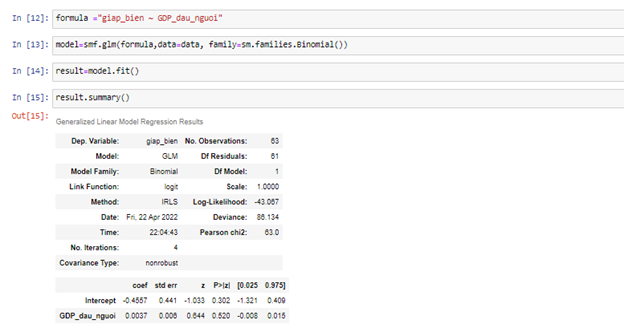 In [12]: formula ="giap_bien ~ GDP_dau_nguoi"
In [13]: model=smf.glm(formula,data=data, family=sm.families.Binomial())
In [14]: result=model.fit()
In [15]: result.summary()
Out[15]:
Generalized Linear Model Regression Results
Dep. Variable: giap_bien No. Observations: 63
Model: GLM Df Residuals: 61
Model Family: Binomial Df Model: 1
Link Function: logit Scale: 1.0000
Method: IRLS Log-Likelihood: -43.067
Date: Fri, 22 Apr 2022 Deviance: 86.134
Time: 22:04:43 Pearson chi2: 63.0
No. Iterations: 4
Covariance Type: nonrobust
coef std err z P>|z| [0.025 0.975]
Intercept -0.4557 0.441 -1.033 0.302 -1.321 0.409
GDP_dau_nguoi 0.0037 0.006 0.644 0.520 -0.008 0.015